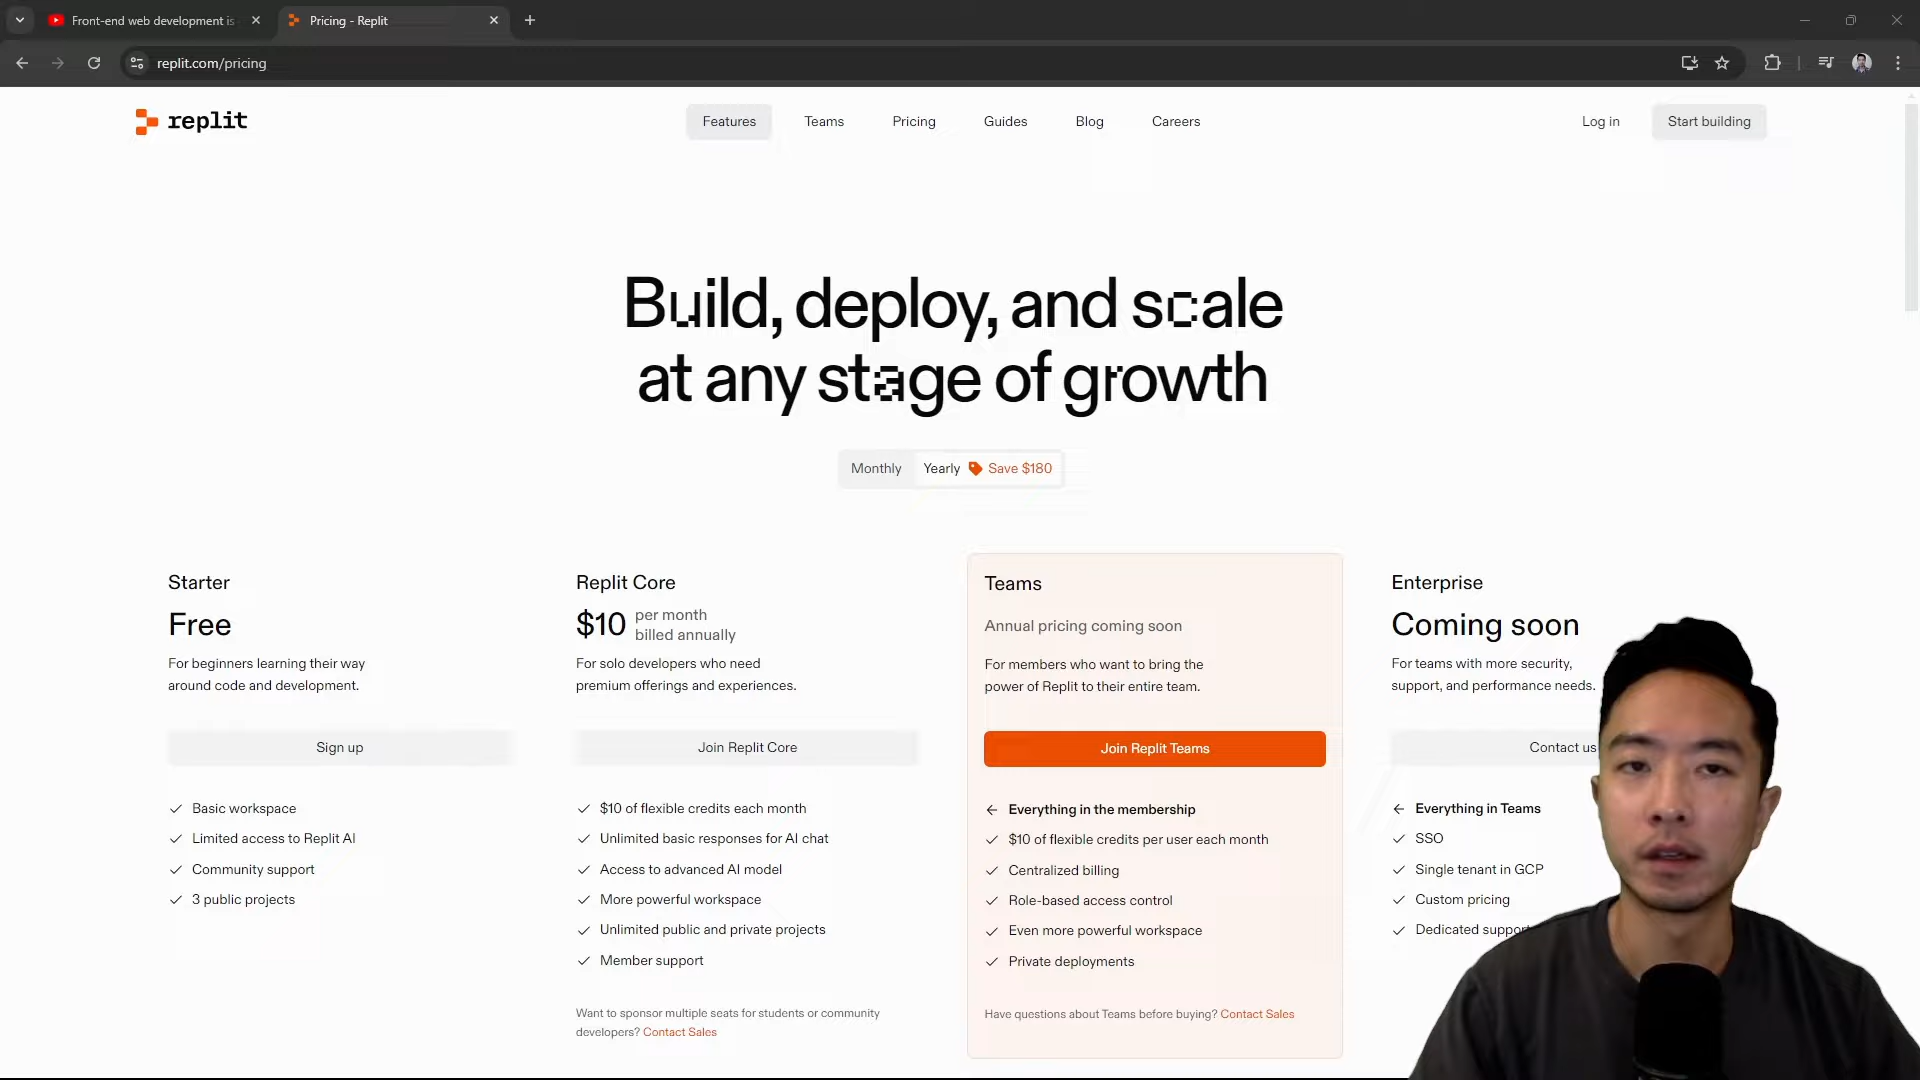 Front-end web development is
Pricing - Replit
replit.com/pricing
replit
Features
Teams
Pricing
Guides
Blog
Careers
Log in
Start building
Build, deploy, and scale
at any stage of growth
Monthly
Yearly
Save $180
Starter
Free
For beginners learning their way
around code and development.
Sign up
Basic workspace
Limited access to Replit AI
Community support
3 public projects
Replit Core
$10
per month
billed annually
For solo developers who need
premium offerings and experiences.
Join Replit Core
$10 of flexible credits each month
Unlimited basic responses for AI chat
Access to advanced AI model
More powerful workspace
Unlimited public and private projects
Member support
Want to sponsor multiple seats for students or community
developers? Contact Sales
Teams
Annual pricing coming soon
For members who want to bring the
power of Replit to their entire team.
Join Replit Teams
Everything in the membership
$10 of flexible credits per user each month
Centralized billing
Role-based access control
Even more powerful workspace
Private deployments
Have questions about Teams before buying? Contact Sales
Enterprise
Coming soon
For teams with more security,
support, and performance needs.
Contact us
Everything in Teams
SSO
Single tenant in GCP
Custom pricing
Dedicated support